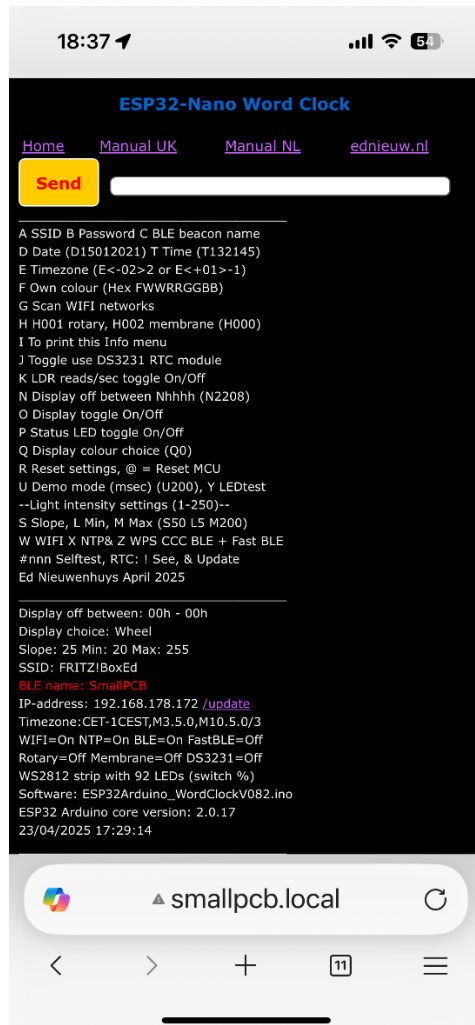 18:37
54
ESP32-Nano Word Clock
Home Manual UK Manual NL ednieuw.nl
Send
A SSID B Password C BLE beacon name
D Date (D15012021) T Time (T132145)
E Timezone (E<-02>2 or E<+01>-1)
F Own colour (Hex FWWRRGGBB)
G Scan WIFI networks
H H001 rotary, H002 membrane (H000)
I To print this Info menu
J Toggle use DS3231 RTC module
K LDR reads/sec toggle On/Off
N Display off between Nhhhh (N2208)
O Display toggle On/Off
P Status LED toggle On/Off
Q Display colour choice (Q0)
R Reset settings, @ = Reset MCU
U Demo mode (msec) (U200), Y LEDtest
--Light intensity settings (1-250)--
S Slope, L Min, M Max (S50 L5 M200)
W WIFI X NTP& Z WPS CCC BLE + Fast BLE
#nnn Selftest, RTC: ! See, & Update
Ed Nieuwenhuys April 2025
Display off between: 00h - 00h
Display choice: Wheel
Slope: 25 Min: 20 Max: 255
SSID: FRITZ!BoxEd
BLE name: SmallPCB
IP-address: 192.168.178.172 /update
Timezone:CET-1CEST,M3.5.0,M10.5.0/3
WIFI=On NTP=On BLE=On FastBLE=Off
Rotary=Off Membrane=Off DS3231=Off
WS2812 strip with 92 LEDs (switch %)
Software: ESP32Arduino_WordClockV082.ino
ESP32 Arduino core version: 2.0.17
23/04/2025 17:29:14
smallpcb.local
11